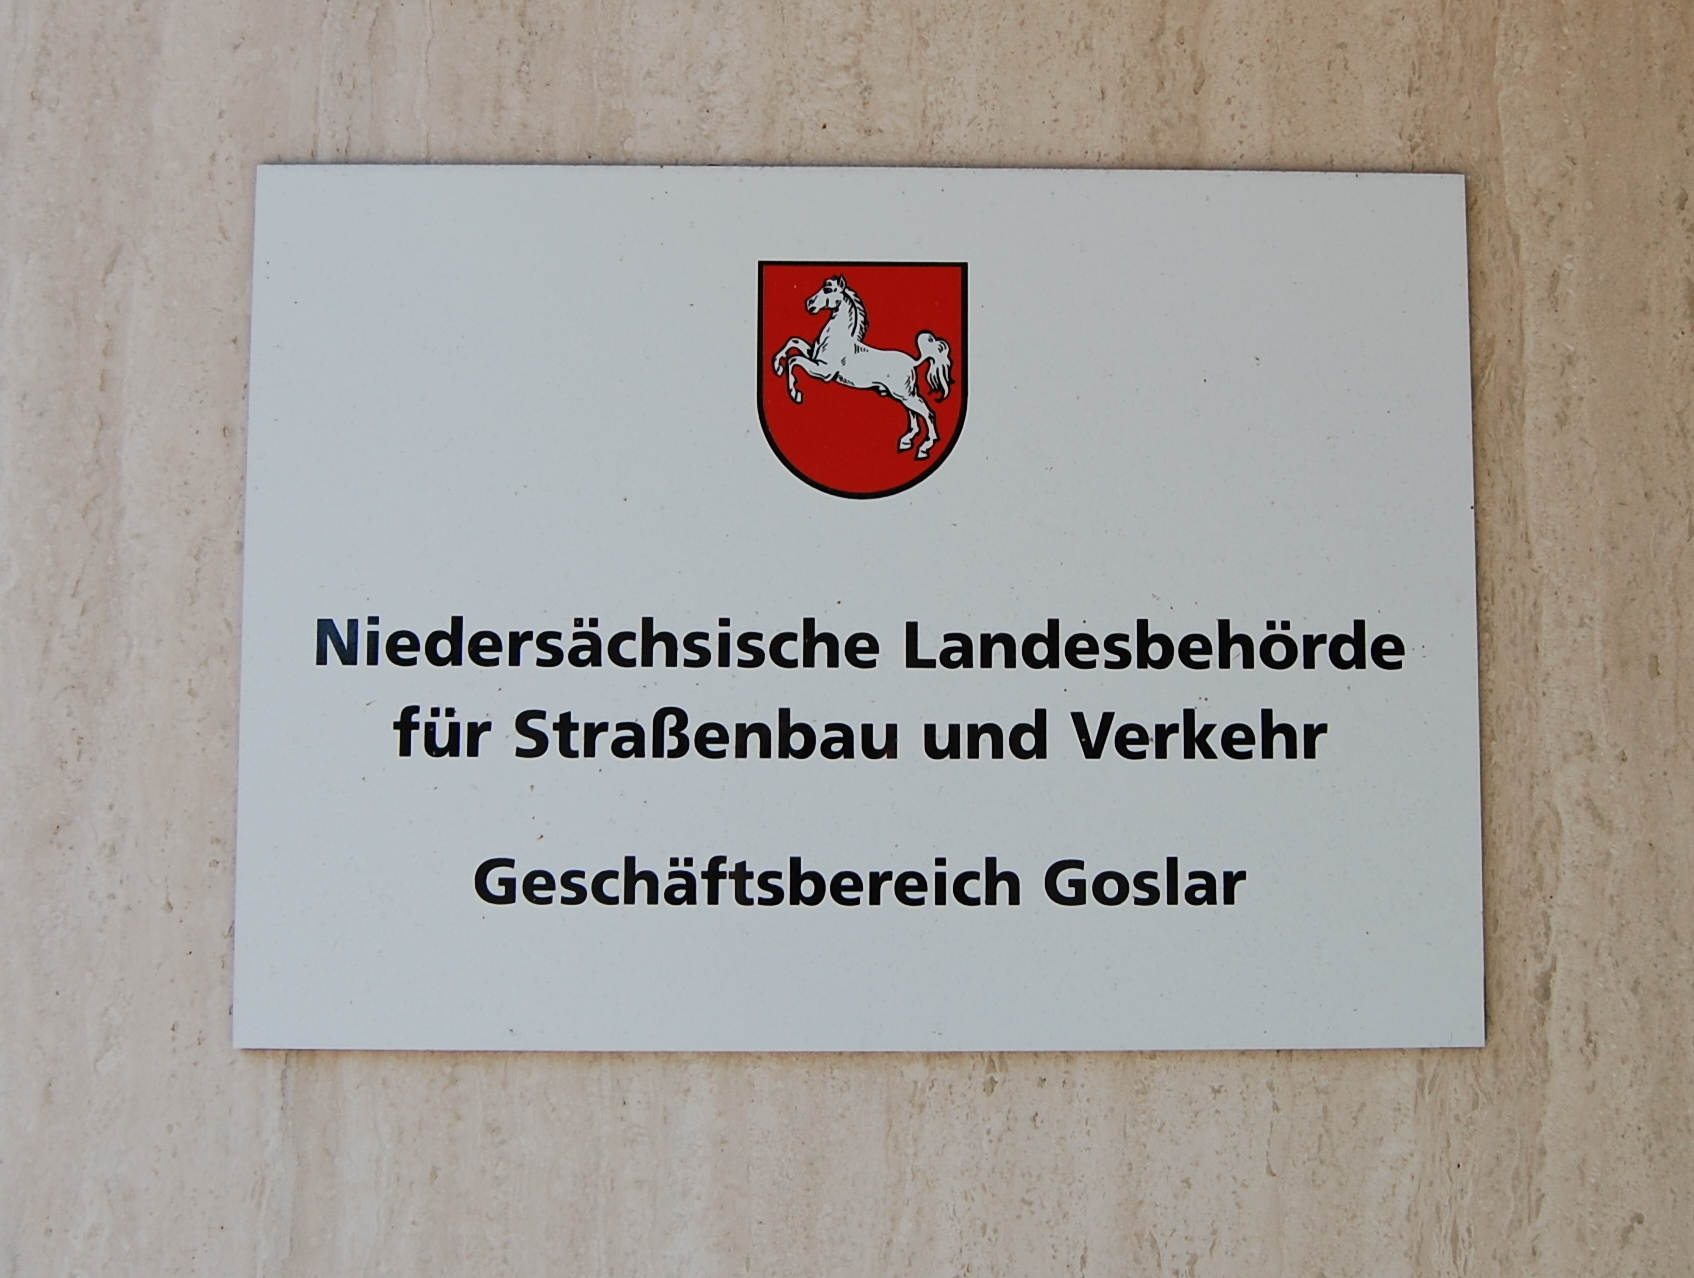 Niedersächsische Landesbehörde
für Straßenbau und Verkehr
Geschäftsbereich Goslar